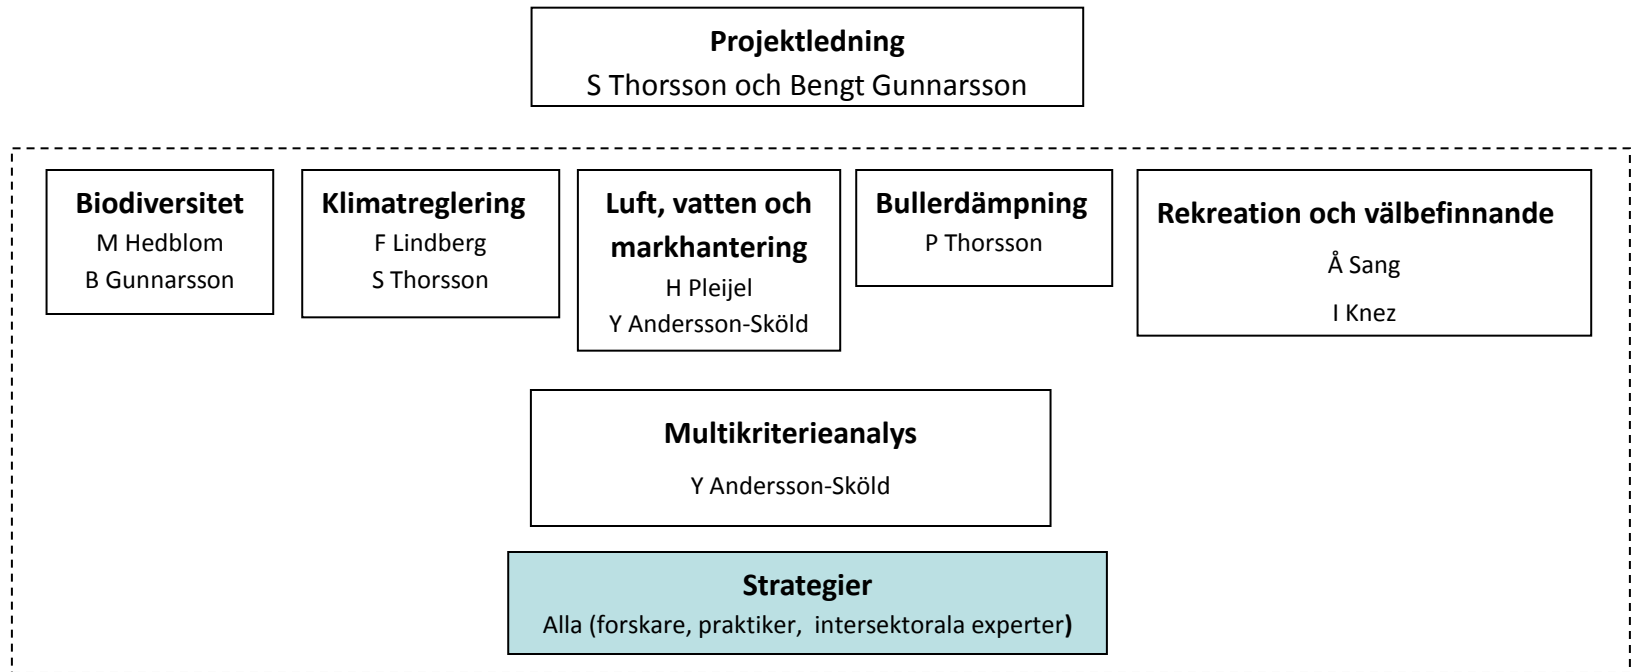 Projektledning
S Thorsson och Bengt Gunnarsson
Biodiversitet
M Hedblom
B Gunnarsson
Klimatreglering
F Lindberg
S Thorsson
Luft, vatten och
markhantering
H Pleijel
Y Andersson-Sköld
Bullerdämpning
P Thorsson
Rekreation och välbefinnande
Å Sang
I Knez
Multikriterieanalys
Y Andersson-Sköld
Strategier
Alla (forskare, praktiker, intersektorala experter)